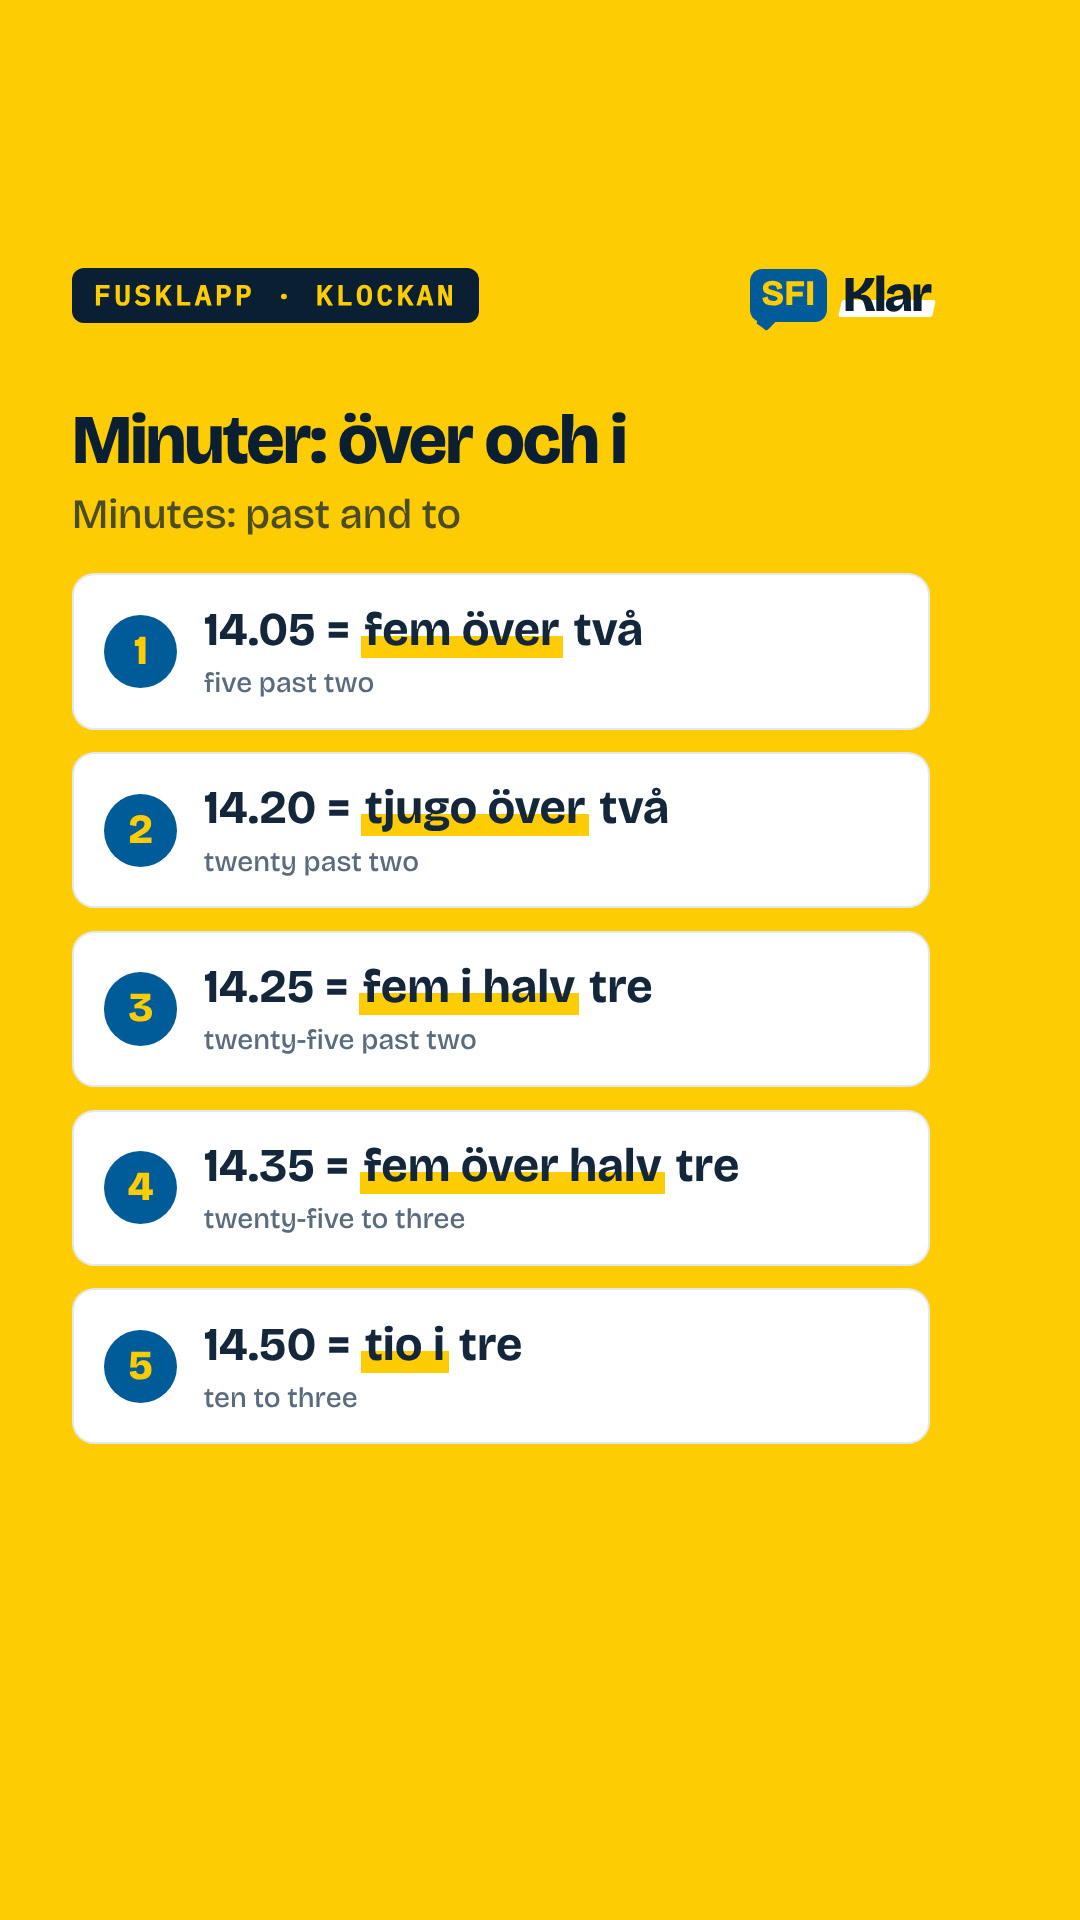 FUSKLAPP · KLOCKAN
SFI Klar
Minuter: över och i
Minutes: past and to
1
14.05 = fem över två
five past two
2
14.20 = tjugo över två
twenty past two
3
14.25 = fem i halv tre
twenty-five past two
4
14.35 = fem över halv tre
twenty-five to three
5
14.50 = tio i tre
ten to three